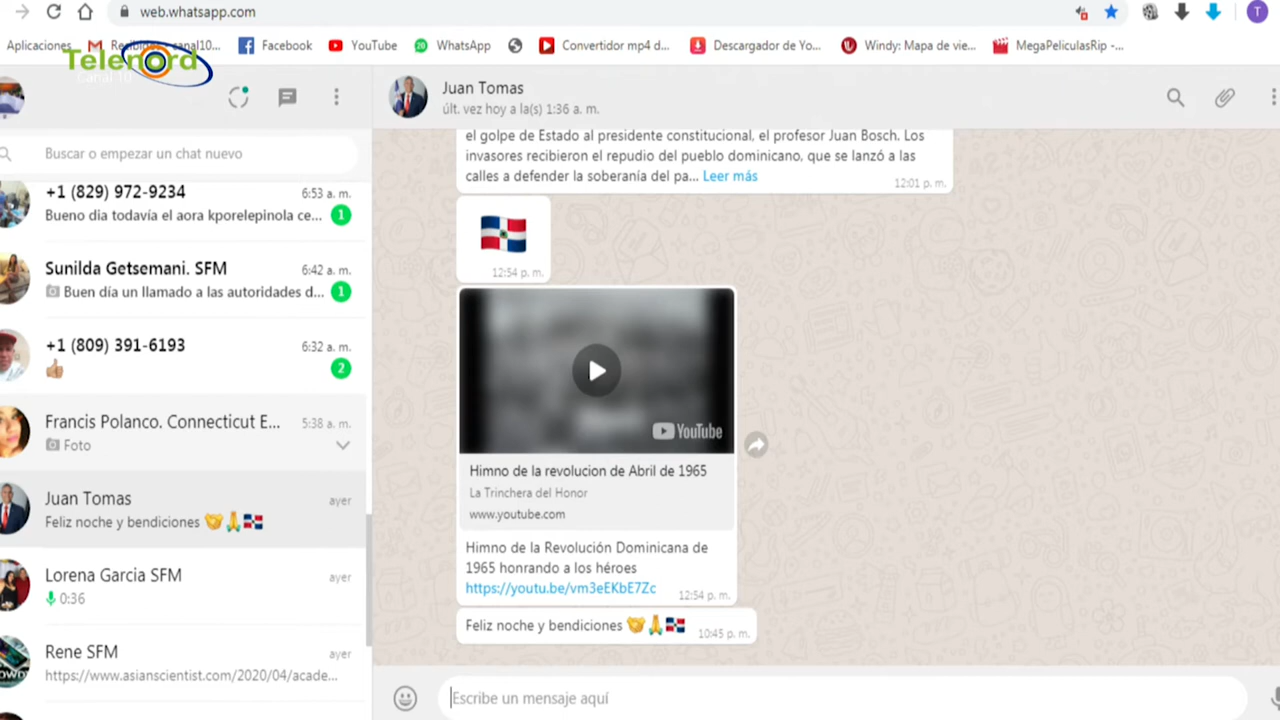 web.whatsapp.com
Aplicaciones
Recibidos - canal10...
Facebook
YouTube
WhatsApp
Convertidor mp4 d...
Descargador de Yo...
Windy: Mapa de vie...
MegaPeliculasRip -...
T
Telenord
Canal 10
Buscar o empezar un chat nuevo
+1 (829) 972-9234
6:53 a. m.
Bueno dia todavía el aora kporelepinola ce...
1
Sunilda Getsemani. SFM
6:42 a. m.
Buen día un llamado a las autoridades d...
1
+1 (809) 391-6193
6:32 a. m.
👍🏼
2
Francis Polanco. Connecticut E...
5:38 a. m.
Foto
Juan Tomas
ayer
Feliz noche y bendiciones 🤝🙏🇩🇴
Lorena Garcia SFM
ayer
0:36
Rene SFM
ayer
https://www.asianscientist.com/2020/04/acade...
Juan Tomas
últ. vez hoy a la(s) 1:36 a. m.
el golpe de Estado al presidente constitucional, el profesor Juan Bosch. Los
invasores recibieron el repudio del pueblo dominicano, que se lanzó a las
calles a defender la soberanía del pa... Leer más
12:01 p. m.
🇩🇴
12:54 p. m.
YouTube
Himno de la revolucion de Abril de 1965
La Trinchera del Honor
www.youtube.com
Himno de la Revolución Dominicana de
1965 honrando a los héroes
https://youtu.be/vm3eEKbE7Zc
12:54 p. m.
Feliz noche y bendiciones 🤝🙏🇩🇴
10:45 p. m.
Escribe un mensaje aquí